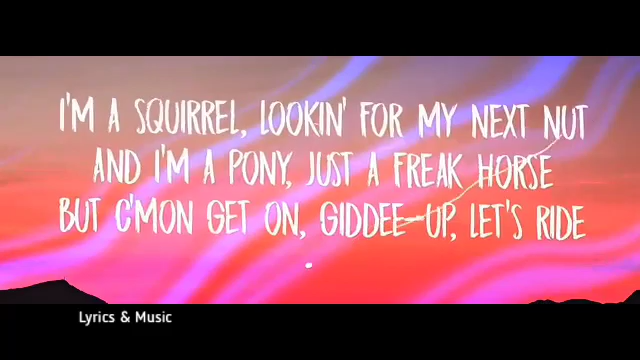 I'M A SQUIRREL, LOOKIN' FOR MY NEXT NUT
AND I'M A PONY, JUST A FREAK HORSE
BUT C'MON GET ON, GIDDEE-UP, LET'S RIDE
Lyrics & Music